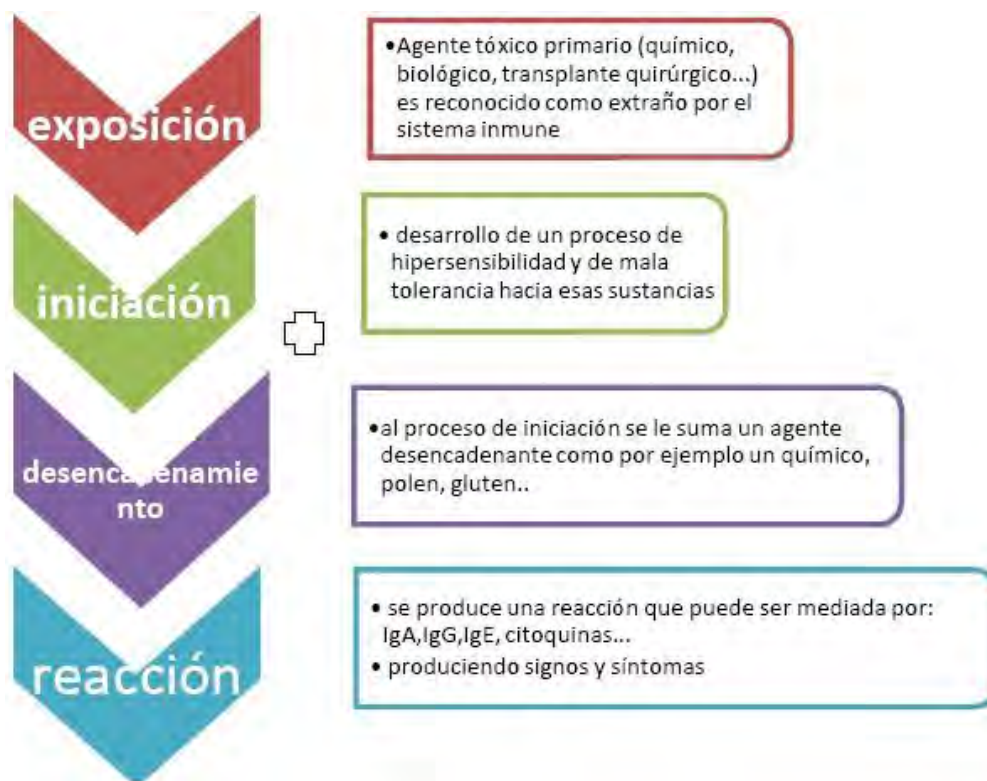 exposición
•Agente tóxico primario (químico,
biológico, transplante quirúrgico...)
es reconocido como extraño por el
sistema inmune
iniciación
• desarrollo de un proceso de
hipersensibilidad y de mala
tolerancia hacia esas sustancias
desencadenamie
nto
•al proceso de iniciación se le suma un agente
desencadenante como por ejemplo un químico,
polen, gluten..
reacción
• se produce una reacción que puede ser mediada por:
IgA,IgG,IgE, citoquinas...
• produciendo signos y síntomas